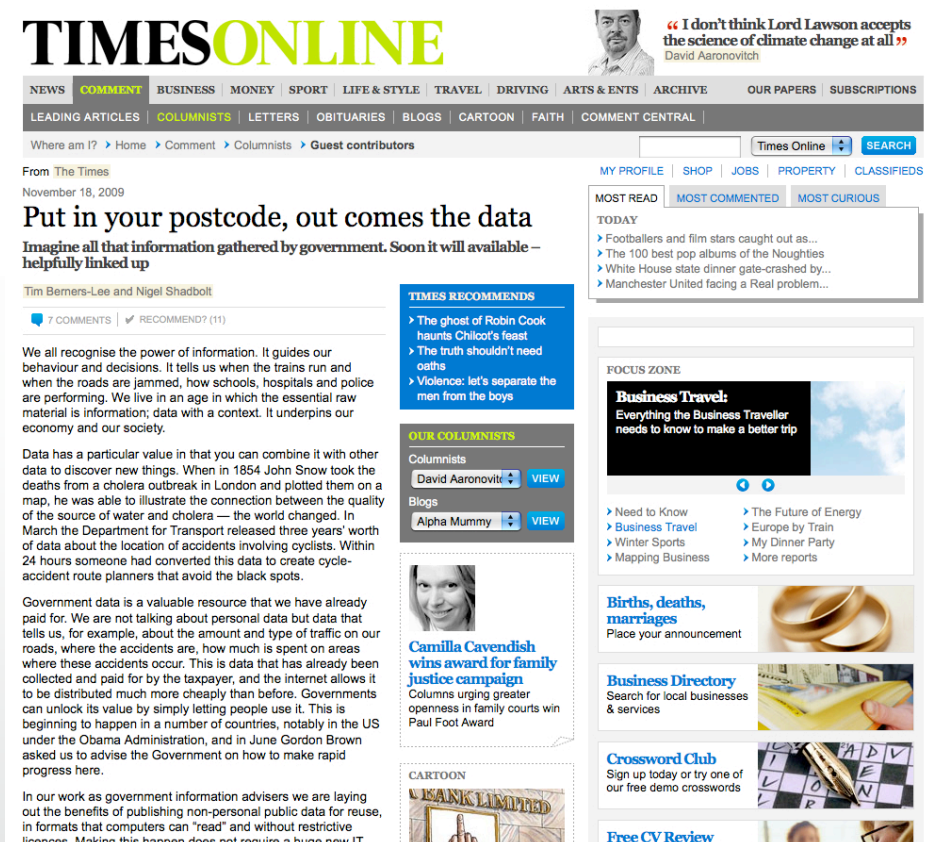 TIMESONLINE
“ I don't think Lord Lawson accepts
the science of climate change at all ”
David Aaronovitch
NEWS COMMENT BUSINESS MONEY SPORT LIFE & STYLE TRAVEL DRIVING ARTS & ENTS ARCHIVE OUR PAPERS SUBSCRIPTIONS
LEADING ARTICLES COLUMNISTS LETTERS OBITUARIES BLOGS CARTOON FAITH COMMENT CENTRAL
Where am I? Home Comment Columnists Guest contributors
Times Online SEARCH
From The Times
MY PROFILE SHOP JOBS PROPERTY CLASSIFIEDS
November 18, 2009
Put in your postcode, out comes the data
Imagine all that information gathered by government. Soon it will available –
helpfully linked up
Tim Berners-Lee and Nigel Shadbolt
7 COMMENTS RECOMMEND? (11)
We all recognise the power of information. It guides our
behaviour and decisions. It tells us when the trains run and
when the roads are jammed, how schools, hospitals and police
are performing. We live in an age in which the essential raw
material is information; data with a context. It underpins our
economy and our society.
Data has a particular value in that you can combine it with other
data to discover new things. When in 1854 John Snow took the
deaths from a cholera outbreak in London and plotted them on a
map, he was able to illustrate the connection between the quality
of the source of water and cholera — the world changed. In
March the Department for Transport released three years' worth
of data about the location of accidents involving cyclists. Within
24 hours someone had converted this data to create cycle-
accident route planners that avoid the black spots.
Government data is a valuable resource that we have already
paid for. We are not talking about personal data but data that
tells us, for example, about the amount and type of traffic on our
roads, where the accidents are, how much is spent on areas
where these accidents occur. This is data that has already been
collected and paid for by the taxpayer, and the internet allows it
to be distributed much more cheaply than before. Governments
can unlock its value by simply letting people use it. This is
beginning to happen in a number of countries, notably in the US
under the Obama Administration, and in June Gordon Brown
asked us to advise the Government on how to make rapid
progress here.
In our work as government information advisers we are laying
out the benefits of publishing non-personal public data for reuse,
in formats that computers can “read” and without restrictive
licences. Making this happen does not require a huge new IT
TIMES RECOMMENDS
The ghost of Robin Cook
haunts Chilcot's feast
The truth shouldn't need
oaths
Violence: let's separate the
men from the boys
OUR COLUMNISTS
Columnists
David Aaronovitc VIEW
Blogs
Alpha Mummy VIEW
Camilla Cavendish
wins award for family
justice campaign
Columns urging greater
openness in family courts win
Paul Foot Award
CARTOON
BANK LIMITED
MOST READ MOST COMMENTED MOST CURIOUS
TODAY
Footballers and film stars caught out as...
The 100 best pop albums of the Noughties
White House state dinner gate-crashed by...
Manchester United facing a Real problem...
FOCUS ZONE
Business Travel:
Everything the Business Traveller
needs to know to make a better trip
Need to Know The Future of Energy
Business Travel Europe by Train
Winter Sports My Dinner Party
Mapping Business More reports
Births, deaths,
marriages
Place your announcement
Business Directory
Search for local businesses
& services
Crossword Club
Sign up today or try one of
our free demo crosswords
Free CV Review